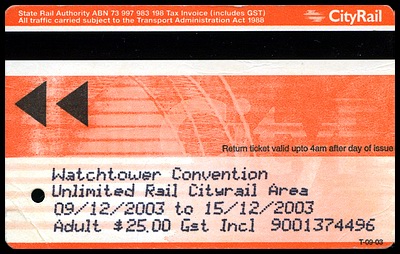 State Rail Authority ABN 73 997 983 198 Tax Invoice (includes GST)
All traffic carried subject to the Transport Administration Act 1988
CityRail
Return ticket valid upto 4am after day of issue
Watchtower Convention
Unlimited Rail Cityrail Area
09/12/2003 to 15/12/2003
Adult $25.00 Gst Incl 9001374496
T-09-03